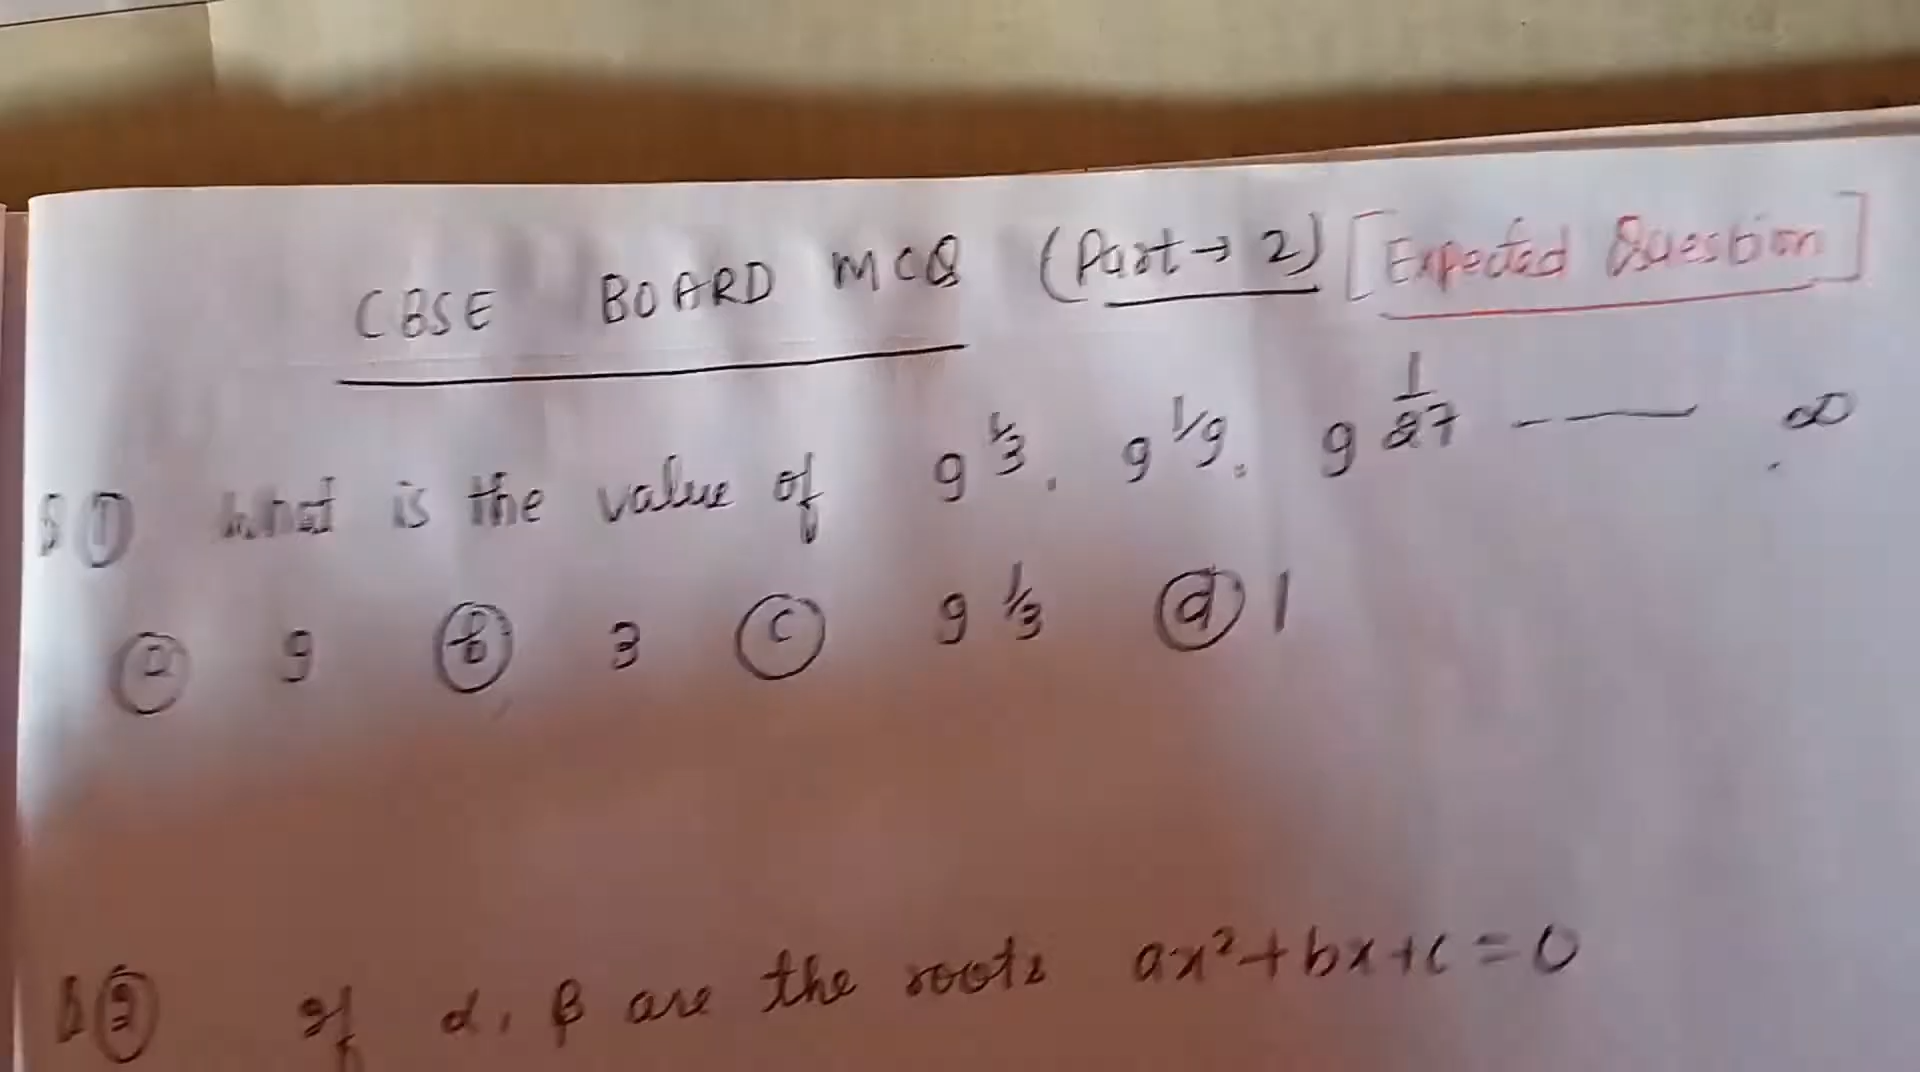 CBSE BOARD MCQ (Part → 2) [Expected Question]
Q ① What is the value of 9^{1/3} . 9^{1/9} . 9^{1/27} ——— ∞
ⓐ 9 ⓑ 3 ⓒ 9^{1/3} ⓓ 1
Q ② If α, β are the roots ax²+bx+c=0